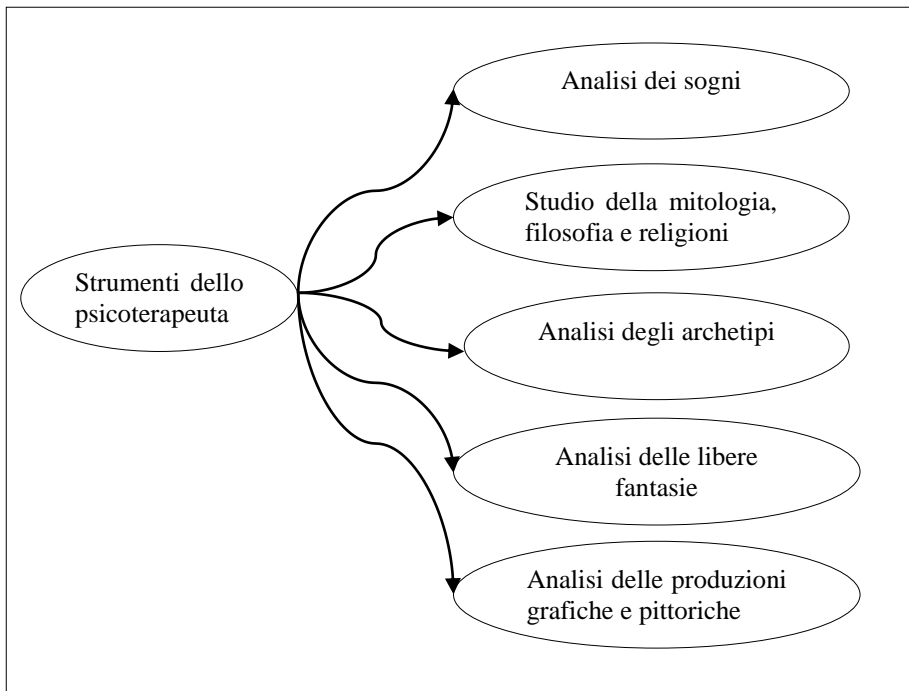 Analisi dei sogni
Studio della mitologia,
filosofia e religioni
Strumenti dello
psicoterapeuta
Analisi degli archetipi
Analisi delle libere
fantasie
Analisi delle produzioni
grafiche e pittoriche